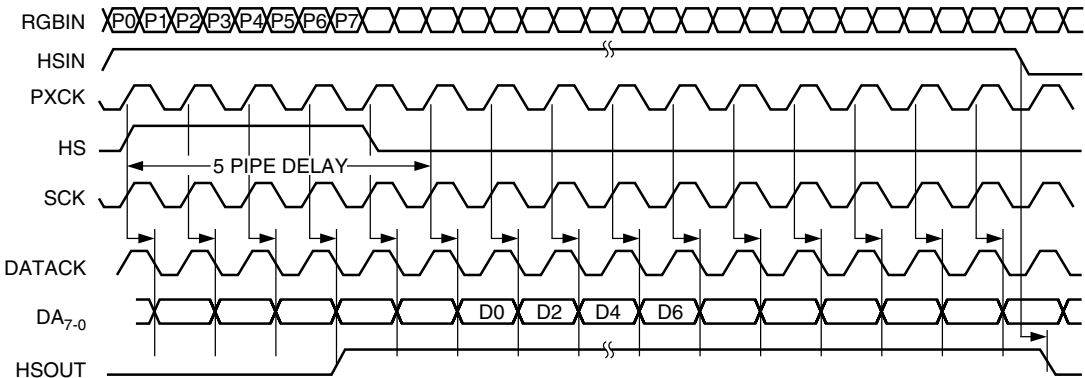 RGBIN P0 P1 P2 P3 P4 P5 P6 P7
HSIN
PXCK
HS
5 PIPE DELAY
SCK
DATACK
DA7-0 D0 D2 D4 D6
HSOUT